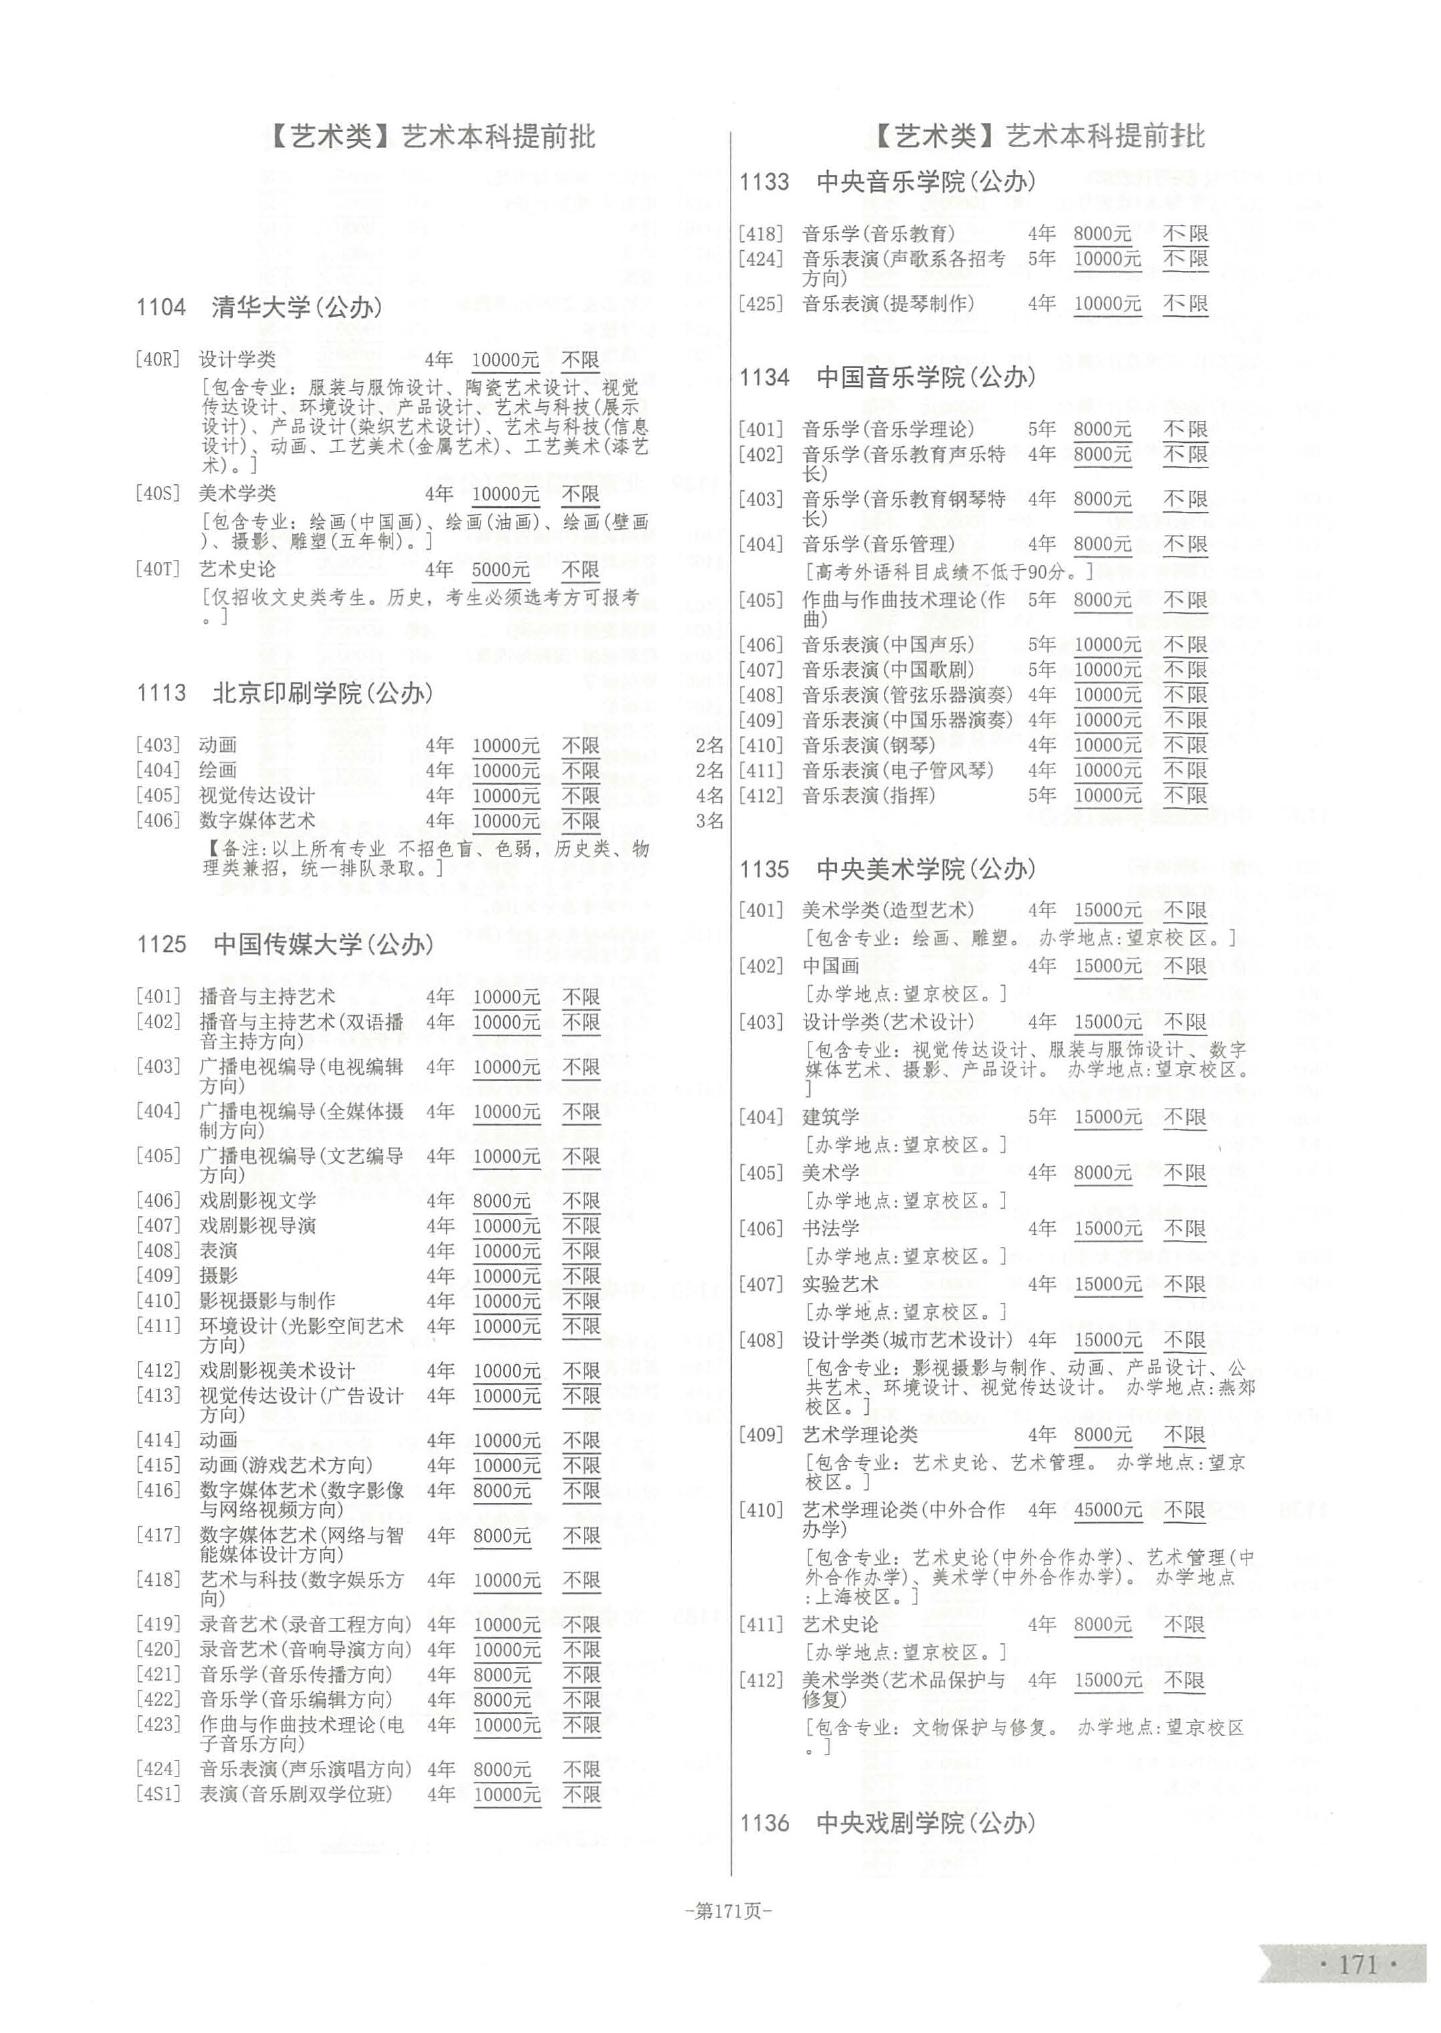 【艺术类】艺术本科提前批
1104 清华大学(公办)
[40R] 设计学类 4年 10000元 不限
[包含专业: 服装与服饰设计、陶瓷艺术设计、视觉
传达设计、环境设计、产品设计、艺术与科技(展示
设计)、产品设计(染织艺术设计)、艺术与科技(信息
设计)、动画、工艺美术(金属艺术)、工艺美术(漆艺
术)。]
[40S] 美术学类 4年 10000元 不限
[包含专业: 绘画(中国画)、绘画(油画)、绘画(壁画
)、摄影、雕塑(五年制)。]
[40T] 艺术史论 4年 5000元 不限
[仅招收文史类考生。历史, 考生必须选考方可报考
。]
1113 北京印刷学院(公办)
[403] 动画 4年 10000元 不限 2名
[404] 绘画 4年 10000元 不限 2名
[405] 视觉传达设计 4年 10000元 不限 4名
[406] 数字媒体艺术 4年 10000元 不限 3名
【备注:以上所有专业 不招色盲、色弱, 历史类、物
理类兼招, 统一排队录取。]
1125 中国传媒大学(公办)
[401] 播音与主持艺术 4年 10000元 不限
[402] 播音与主持艺术(双语播 4年 10000元 不限
音主持方向)
[403] 广播电视编导(电视编辑 4年 10000元 不限
方向)
[404] 广播电视编导(全媒体摄 4年 10000元 不限
制方向)
[405] 广播电视编导(文艺编导 4年 10000元 不限
方向)
[406] 戏剧影视文学 4年 8000元 不限
[407] 戏剧影视导演 4年 10000元 不限
[408] 表演 4年 10000元 不限
[409] 摄影 4年 10000元 不限
[410] 影视摄影与制作 4年 10000元 不限
[411] 环境设计(光影空间艺术 4年 10000元 不限
方向)
[412] 戏剧影视美术设计 4年 10000元 不限
[413] 视觉传达设计(广告设计 4年 10000元 不限
方向)
[414] 动画 4年 10000元 不限
[415] 动画(游戏艺术方向) 4年 10000元 不限
[416] 数字媒体艺术(数字影像 4年 8000元 不限
与网络视频方向)
[417] 数字媒体艺术(网络与智 4年 8000元 不限
能媒体设计方向)
[418] 艺术与科技(数字娱乐方 4年 10000元 不限
向)
[419] 录音艺术(录音工程方向) 4年 10000元 不限
[420] 录音艺术(音响导演方向) 4年 10000元 不限
[421] 音乐学(音乐传播方向) 4年 8000元 不限
[422] 音乐学(音乐编辑方向) 4年 8000元 不限
[423] 作曲与作曲技术理论(电 4年 10000元 不限
子音乐方向)
[424] 音乐表演(声乐演唱方向) 4年 8000元 不限
[4S1] 表演(音乐剧双学位班) 4年 10000元 不限
【艺术类】艺术本科提前批
1133 中央音乐学院(公办)
[418] 音乐学(音乐教育) 4年 8000元 不限
[424] 音乐表演(声歌系各招考 5年 10000元 不限
方向)
[425] 音乐表演(提琴制作) 4年 10000元 不限
1134 中国音乐学院(公办)
[401] 音乐学(音乐学理论) 5年 8000元 不限
[402] 音乐学(音乐教育声乐特 4年 8000元 不限
长)
[403] 音乐学(音乐教育钢琴特 4年 8000元 不限
长)
[404] 音乐学(音乐管理) 4年 8000元 不限
[高考外语科目成绩不低于90分。]
[405] 作曲与作曲技术理论(作 5年 8000元 不限
曲)
[406] 音乐表演(中国声乐) 5年 10000元 不限
[407] 音乐表演(中国歌剧) 5年 10000元 不限
[408] 音乐表演(管弦乐器演奏) 4年 10000元 不限
[409] 音乐表演(中国乐器演奏) 4年 10000元 不限
[410] 音乐表演(钢琴) 4年 10000元 不限
[411] 音乐表演(电子管风琴) 4年 10000元 不限
[412] 音乐表演(指挥) 5年 10000元 不限
1135 中央美术学院(公办)
[401] 美术学类(造型艺术) 4年 15000元 不限
[包含专业: 绘画、雕塑。 办学地点:望京校区。]
[402] 中国画 4年 15000元 不限
[办学地点:望京校区。]
[403] 设计学类(艺术设计) 4年 15000元 不限
[包含专业: 视觉传达设计、服装与服饰设计、数字
媒体艺术、摄影、产品设计。 办学地点:望京校区。
]
[404] 建筑学 5年 15000元 不限
[办学地点:望京校区。]
[405] 美术学 4年 8000元 不限
[办学地点:望京校区。]
[406] 书法学 4年 15000元 不限
[办学地点:望京校区。]
[407] 实验艺术 4年 15000元 不限
[办学地点:望京校区。]
[408] 设计学类(城市艺术设计) 4年 15000元 不限
[包含专业: 影视摄影与制作、动画、产品设计、公
共艺术、环境设计、视觉传达设计。 办学地点:燕郊
校区。]
[409] 艺术学理论类 4年 8000元 不限
[包含专业: 艺术史论、艺术管理。 办学地点:望京
校区。]
[410] 艺术学理论类(中外合作 4年 45000元 不限
办学)
[包含专业: 艺术史论(中外合作办学)、艺术管理(中
外合作办学)、美术学(中外合作办学)。 办学地点
:上海校区。]
[411] 艺术史论 4年 8000元 不限
[办学地点:望京校区。]
[412] 美术学类(艺术品保护与 4年 15000元 不限
修复)
[包含专业: 文物保护与修复。 办学地点:望京校区
。]
1136 中央戏剧学院(公办)
-第171页-
·171·